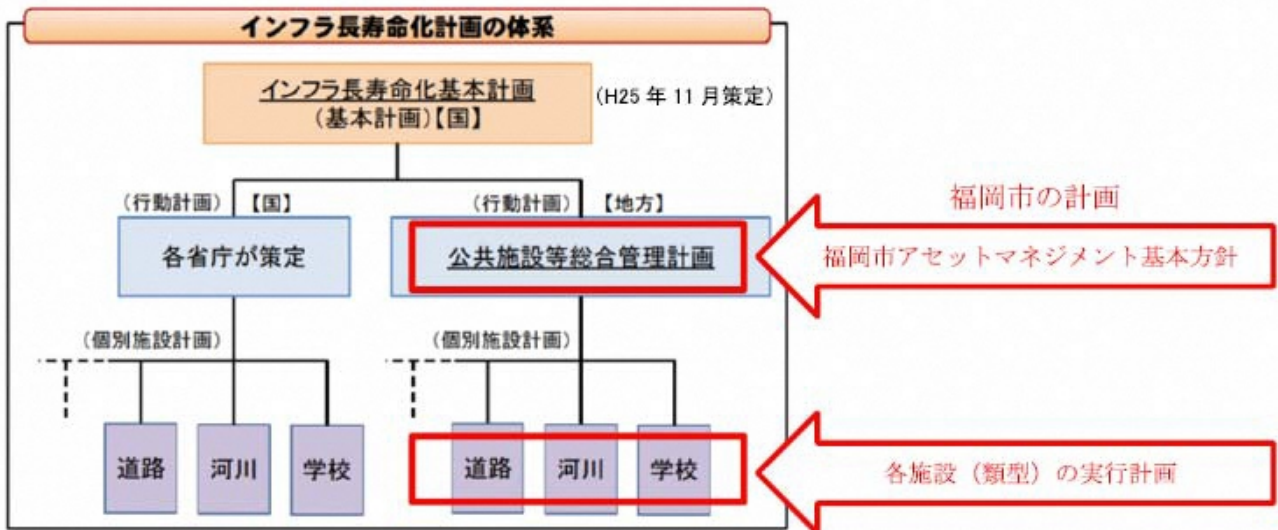 インフラ長寿命化計画の体系
インフラ長寿命化基本計画
(基本計画)【国】
(H25年11月策定)
(行動計画) 【国】
各省庁が策定
(行動計画) 【地方】
公共施設等総合管理計画
福岡市の計画
福岡市アセットマネジメント基本方針
(個別施設計画)
道路 河川 学校
(個別施設計画)
道路 河川 学校
各施設（類型）の実行計画